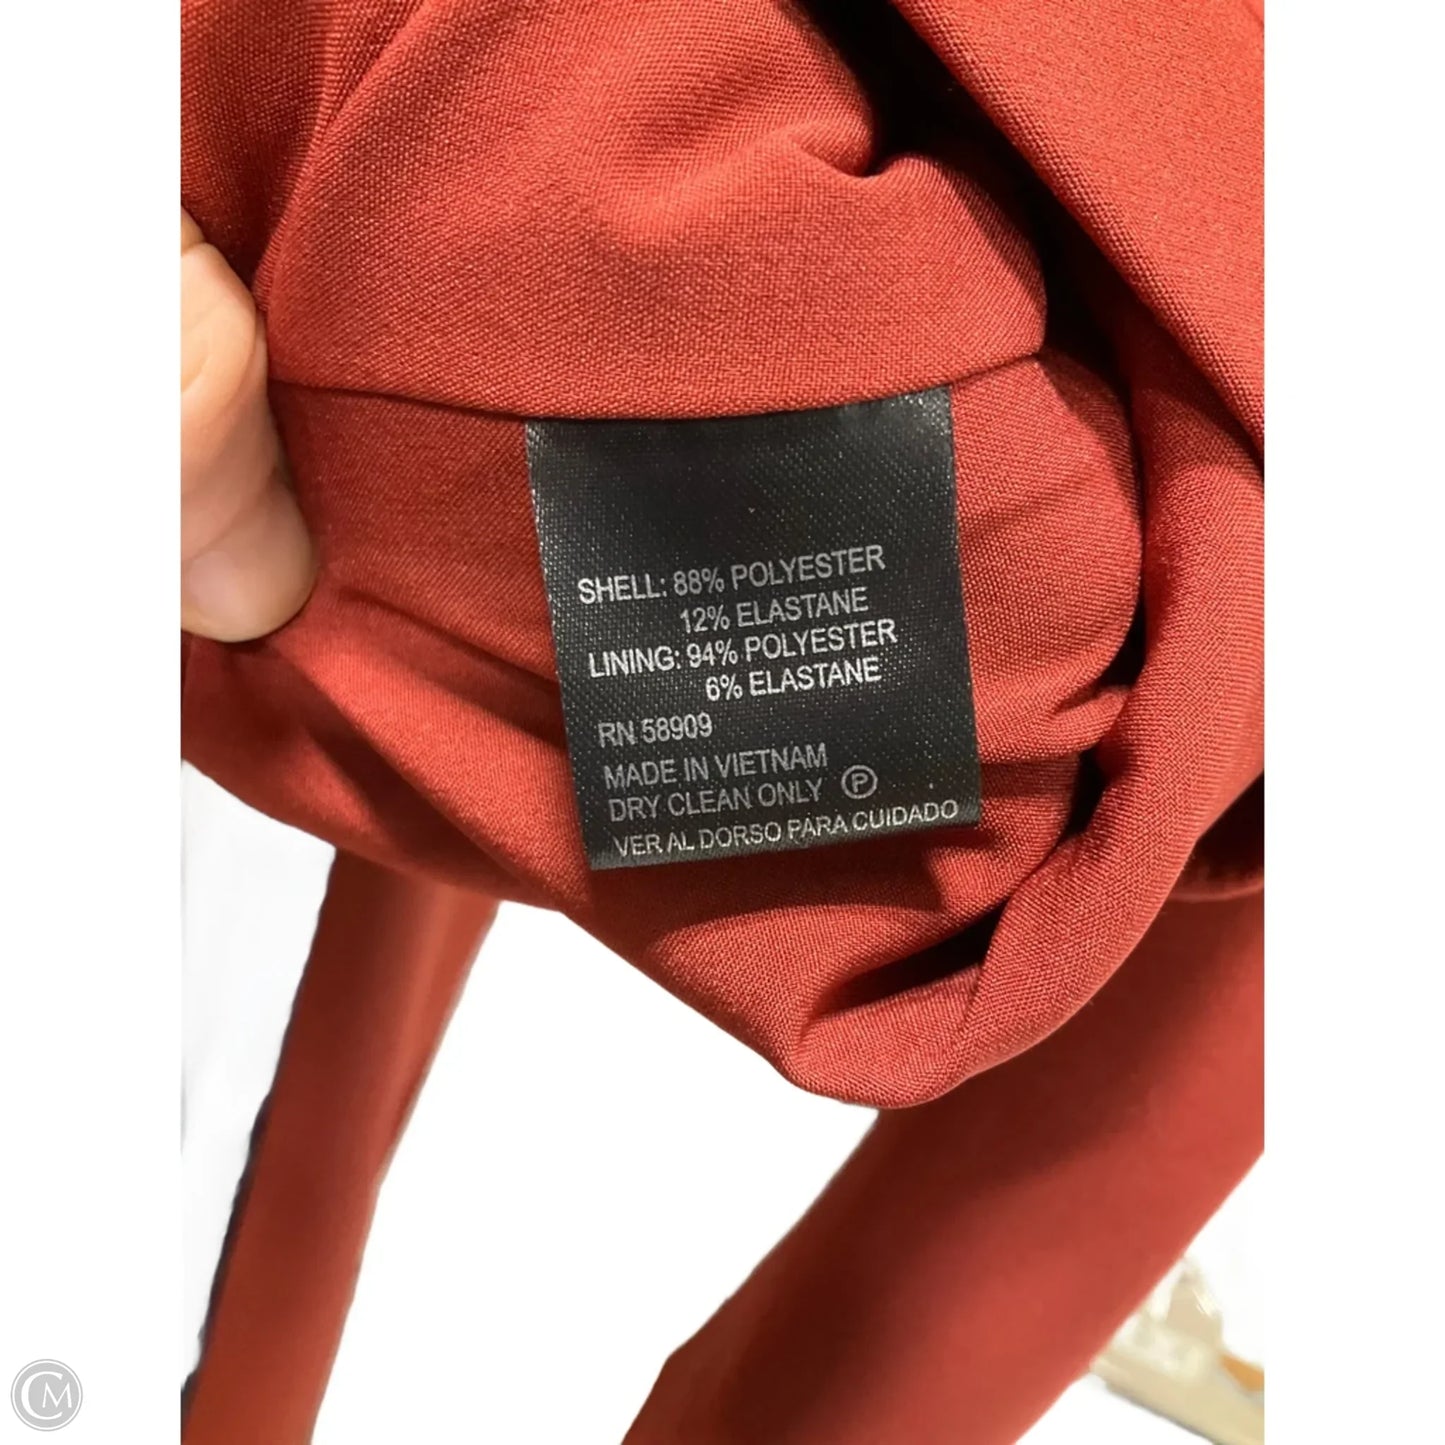 SHELL: 88% POLYESTER
12% ELASTANE
LINING: 94% POLYESTER
6% ELASTANE
RN 58909
MADE IN VIETNAM
DRY CLEAN ONLY Ⓟ
VER AL DORSO PARA CUIDADO
CM